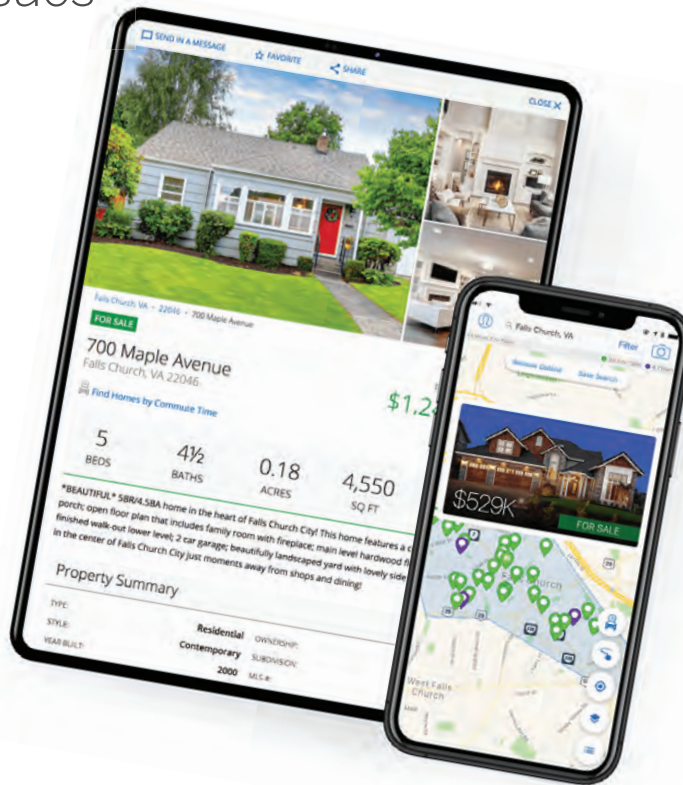 SEND IN A MESSAGE
FAVORITE
SHARE
CLOSE X
Falls Church, VA • 22046 • 700 Maple Avenue
FOR SALE
700 Maple Avenue
Falls Church, VA 22046
Find Homes by Commute Time
5
BEDS
4½
BATHS
0.18
ACRES
4,550
SQ FT
*BEAUTIFUL* 5BR/4.5BA home in the heart of Falls Church City! This home features a
porch; open floor plan that includes family room with fireplace; main level hardwood
finished walk-out lower level; 2 car garage; beautifully landscaped yard with lovely side
in the center of Falls Church City just moments away from shops and dining!
Property Summary
TYPE:
Residential
OWNERSHIP:
STYLE:
Contemporary
SUBDIVISION:
YEAR BUILT:
2000
MLS #:
Falls Church, VA
Filter
Remove Outline
Save Search
$529K
FOR SALE
Church
West Falls
Church